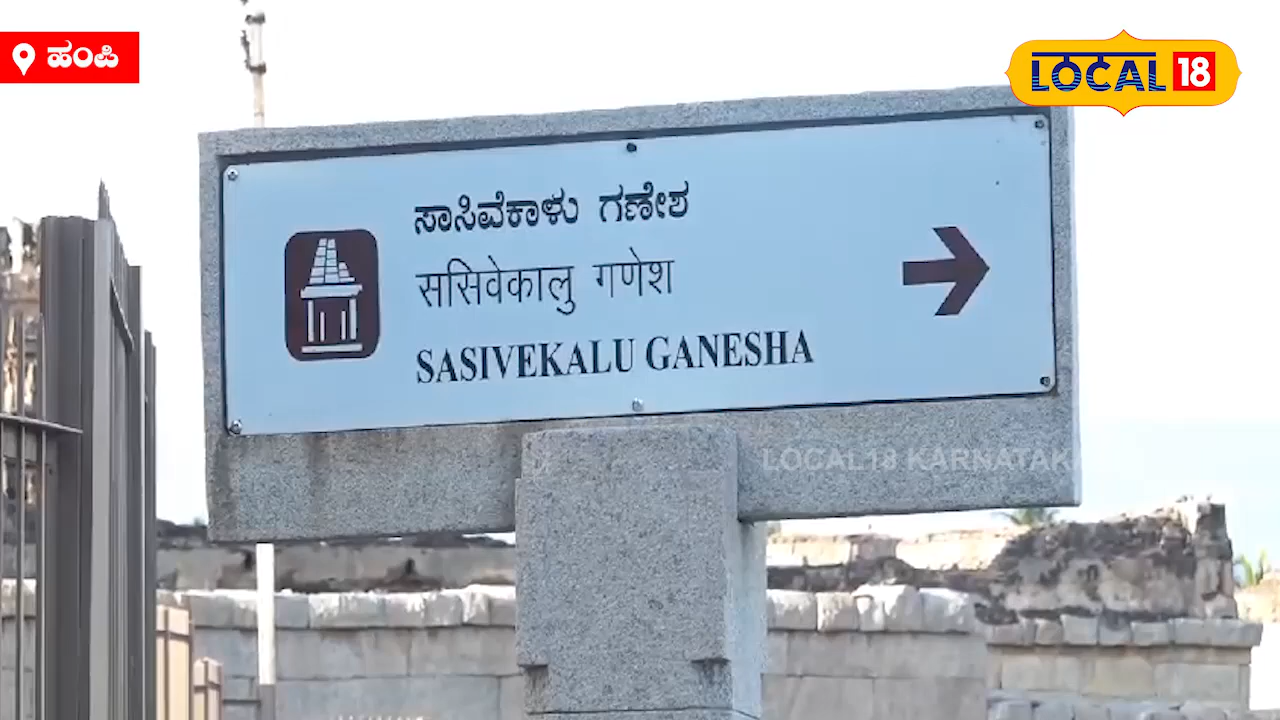 ಹಂಪಿ
LOCAL 18
ಸಾಸಿವೆಕಾಳು ಗಣೇಶ
ससिवेकालु गणेश
SASIVEKALU GANESHA
LOCAL18 KARNATAK